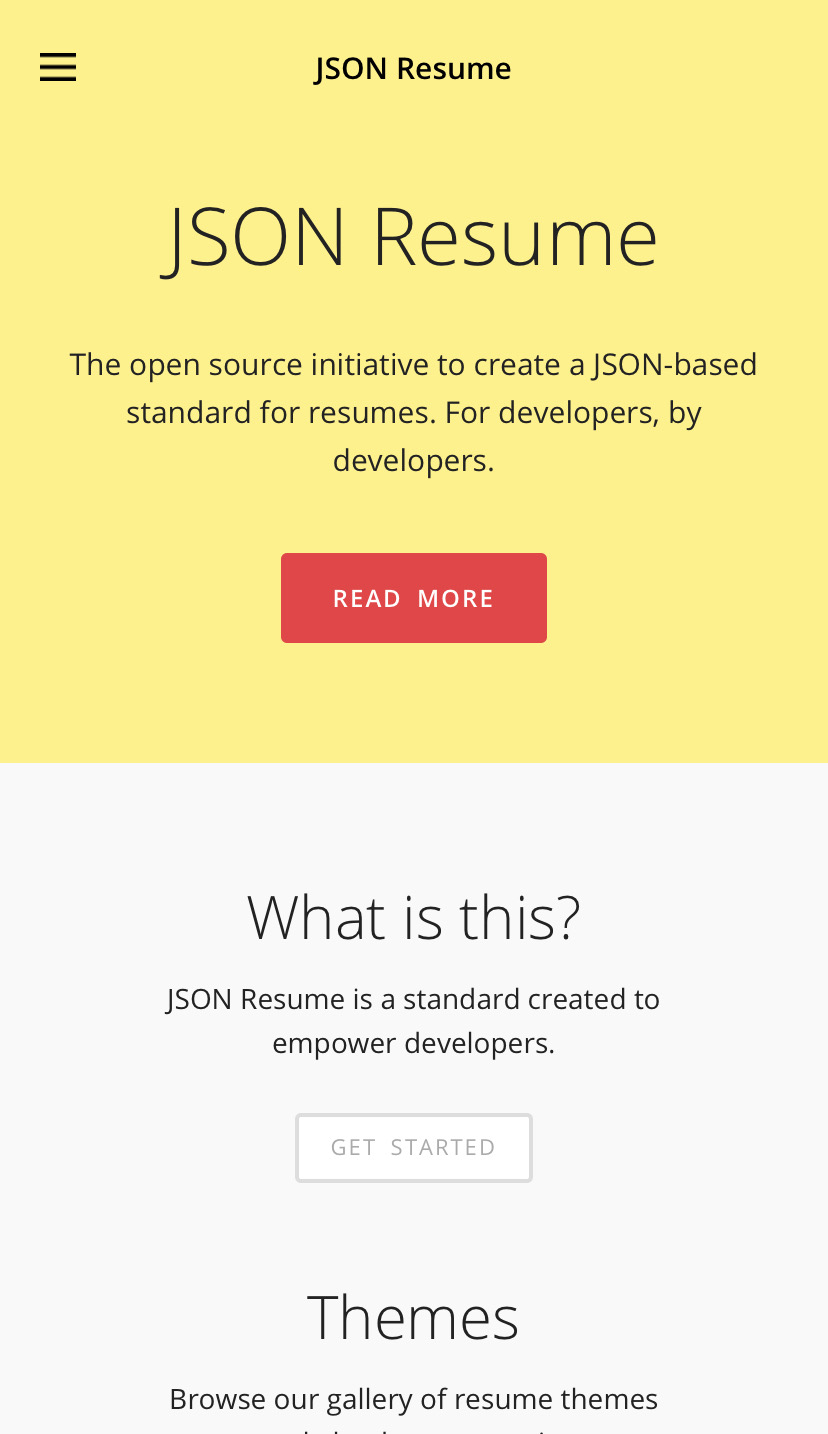 JSON Resume
JSON Resume
The open source initiative to create a JSON-based
standard for resumes. For developers, by
developers.
READ MORE
What is this?
JSON Resume is a standard created to
empower developers.
GET STARTED
Themes
Browse our gallery of resume themes